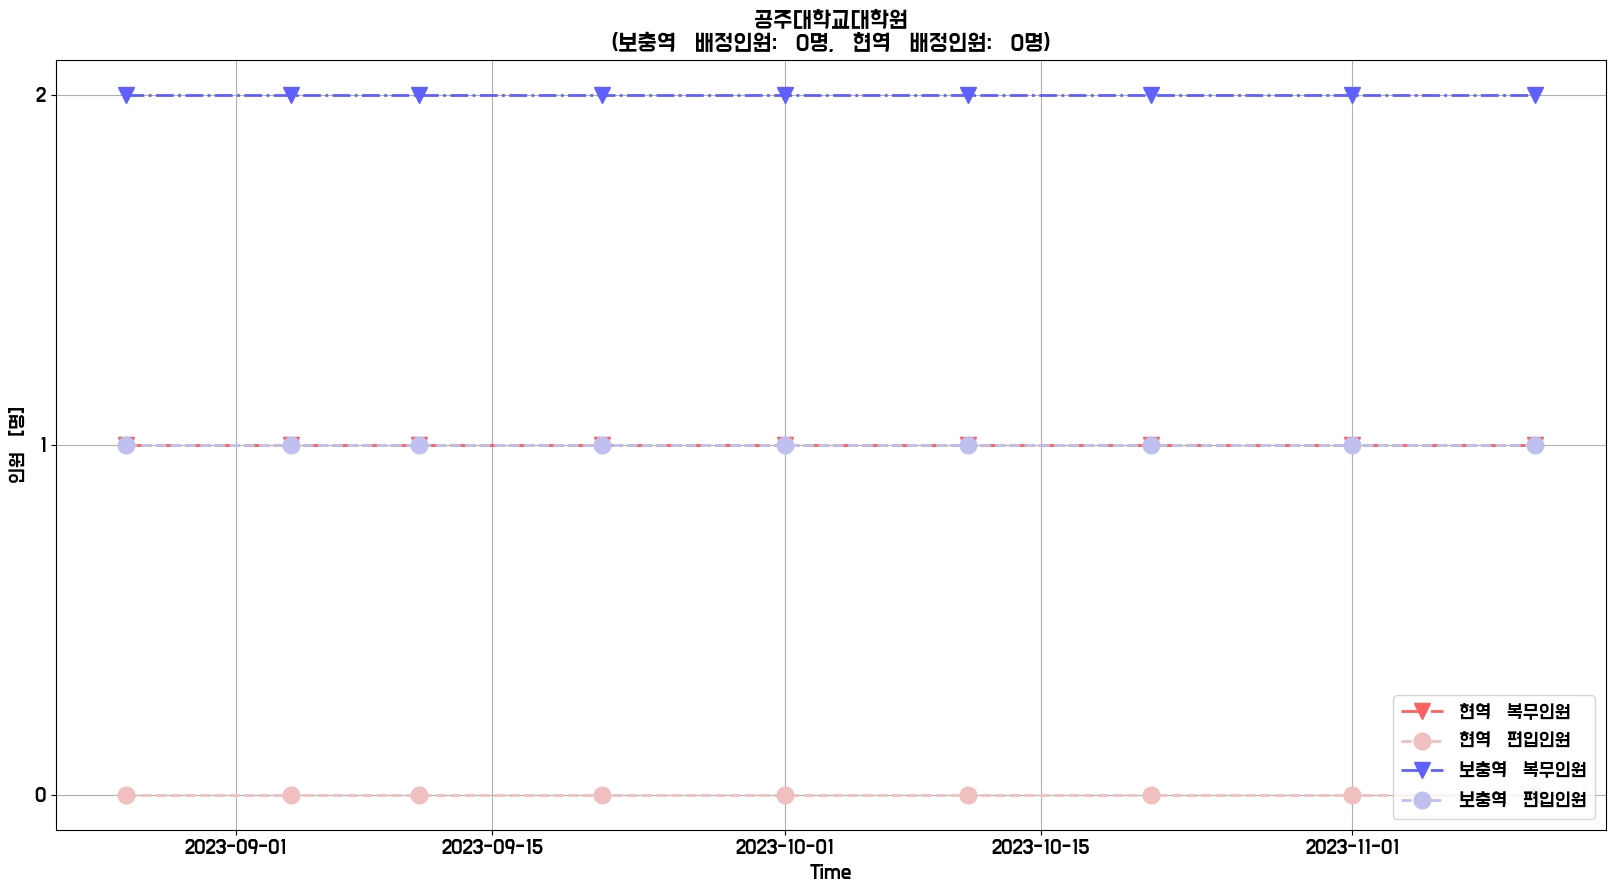 공주대학교대학원
(보충역 배정인원: 0명, 현역 배정인원: 0명)
인원 [명]
2
1
0
현역 복무인원
현역 편입인원
보충역 복무인원
보충역 편입인원
2023-09-01
2023-09-15
2023-10-01
2023-10-15
2023-11-01
Time